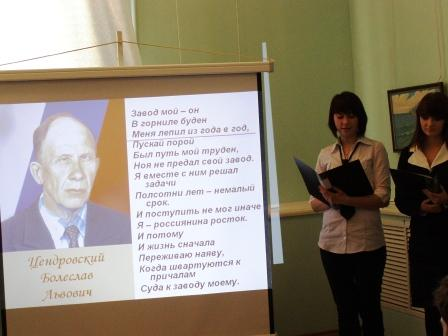 Завод мой – он
В горниле буден
Меня лепил из года в год,
Пускай порой
Был путь мой труден,
Ноя не предал свой завод.
Я вместе с ним решал
задачи
Полсотни лет – немалый
срок.
И поступить не мог иначе
Я – россиянина росток.
И потому
И жизнь сначала
Переживаю наяву,
Когда швартуются к
причалам
Суда к заводу моему.
Цендровский
Болеслав
Львович